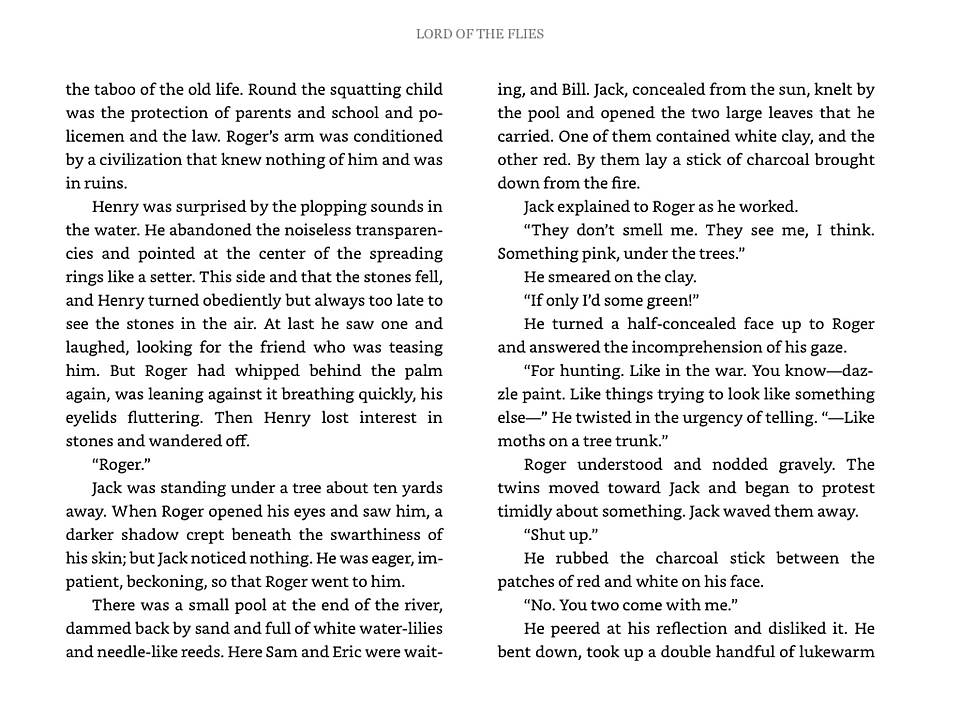 LORD OF THE FLIES
the taboo of the old life. Round the squatting child
was the protection of parents and school and po-
licemen and the law. Roger’s arm was conditioned
by a civilization that knew nothing of him and was
in ruins.
Henry was surprised by the plopping sounds in
the water. He abandoned the noiseless transparen-
cies and pointed at the center of the spreading
rings like a setter. This side and that the stones fell,
and Henry turned obediently but always too late to
see the stones in the air. At last he saw one and
laughed, looking for the friend who was teasing
him. But Roger had whipped behind the palm
again, was leaning against it breathing quickly, his
eyelids fluttering. Then Henry lost interest in
stones and wandered off.
“Roger.”
Jack was standing under a tree about ten yards
away. When Roger opened his eyes and saw him, a
darker shadow crept beneath the swarthiness of
his skin; but Jack noticed nothing. He was eager, im-
patient, beckoning, so that Roger went to him.
There was a small pool at the end of the river,
dammed back by sand and full of white water-lilies
and needle-like reeds. Here Sam and Eric were wait-
ing, and Bill. Jack, concealed from the sun, knelt by
the pool and opened the two large leaves that he
carried. One of them contained white clay, and the
other red. By them lay a stick of charcoal brought
down from the fire.
Jack explained to Roger as he worked.
“They don’t smell me. They see me, I think.
Something pink, under the trees.”
He smeared on the clay.
“If only I’d some green!”
He turned a half-concealed face up to Roger
and answered the incomprehension of his gaze.
“For hunting. Like in the war. You know—daz-
zle paint. Like things trying to look like something
else—” He twisted in the urgency of telling. “—Like
moths on a tree trunk.”
Roger understood and nodded gravely. The
twins moved toward Jack and began to protest
timidly about something. Jack waved them away.
“Shut up.”
He rubbed the charcoal stick between the
patches of red and white on his face.
“No. You two come with me.”
He peered at his reflection and disliked it. He
bent down, took up a double handful of lukewarm